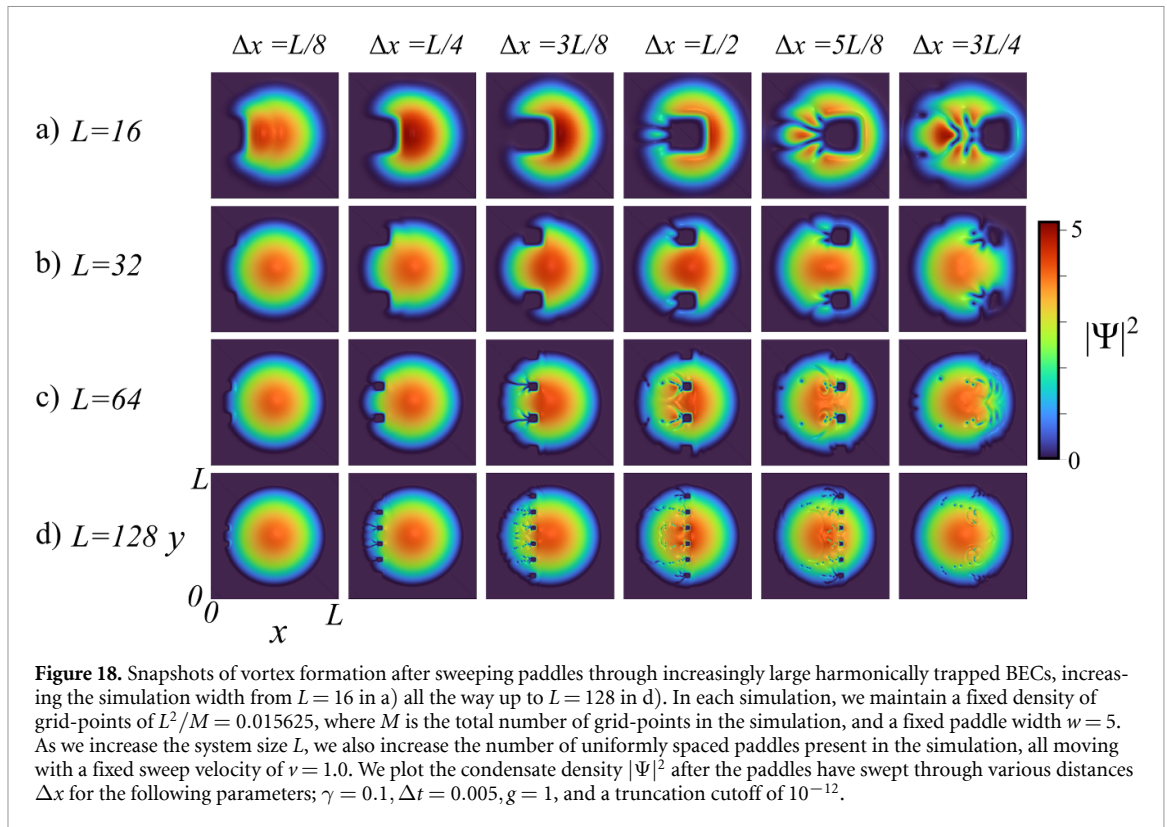 Δx =L/8 Δx =L/4 Δx =3L/8 Δx =L/2 Δx =5L/8 Δx =3L/4
a) L=16
b) L=32
5
|Ψ|²
c) L=64
0
L
d) L=128 y
0
0 L
x
Figure 18. Snapshots of vortex formation after sweeping paddles through increasingly large harmonically trapped BECs, increas-
ing the simulation width from L = 16 in a) all the way up to L = 128 in d). In each simulation, we maintain a fixed density of
grid-points of L²/M = 0.015625, where M is the total number of grid-points in the simulation, and a fixed paddle width w = 5.
As we increase the system size L, we also increase the number of uniformly spaced paddles present in the simulation, all moving
with a fixed sweep velocity of v = 1.0. We plot the condensate density |Ψ|² after the paddles have swept through various distances
Δx for the following parameters; γ = 0.1, Δt = 0.005, g = 1, and a truncation cutoff of 10⁻¹².